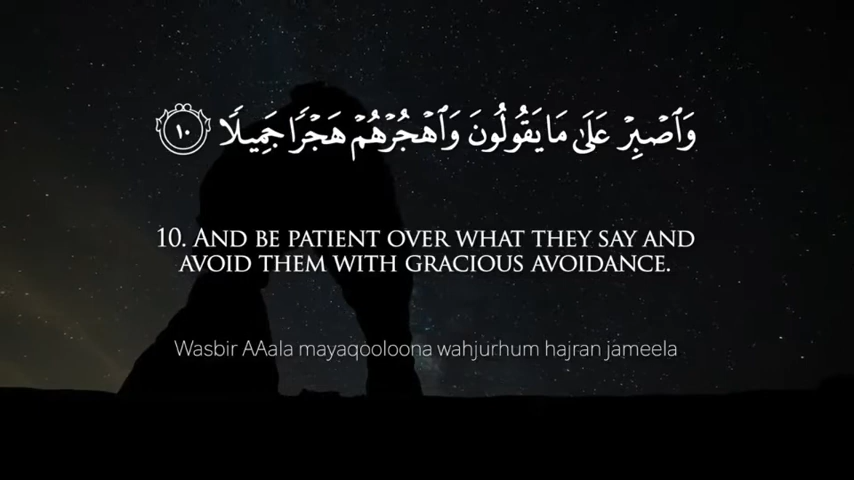 وَٱصۡبِرۡ عَلَىٰ مَا يَقُولُونَ وَٱهۡجُرۡهُمۡ هَجۡرٗا جَمِيلٗا ١٠
10. AND BE PATIENT OVER WHAT THEY SAY AND
AVOID THEM WITH GRACIOUS AVOIDANCE.
Wasbir AAala mayaqooloona wahjurhum hajran jameela